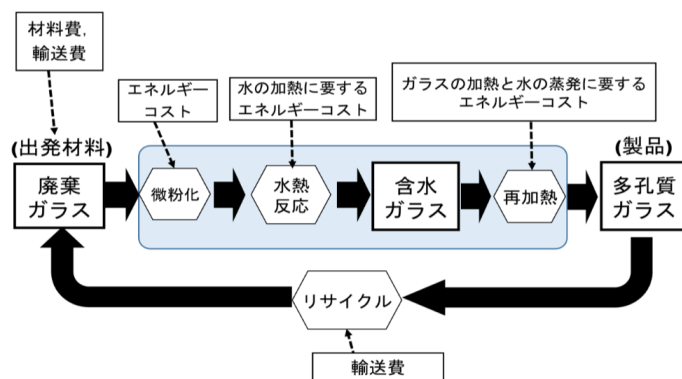 材料費,
輸送費
エネルギー
コスト
水の加熱に要する
エネルギーコスト
ガラスの加熱と水の蒸発に要する
エネルギーコスト
(出発材料)
(製品)
廃棄
ガラス
微粉化
水熱
反応
含水
ガラス
再加熱
多孔質
ガラス
リサイクル
輸送費